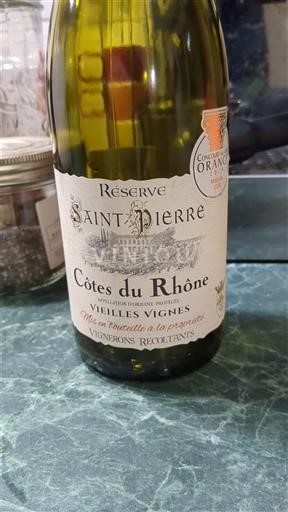 RÉSERVE
SAINT PIERRE
CÔTES DU RHÔNE
APPELLATION D'ORIGINE PROTÉGÉE
VIEILLES VIGNES
Mis en bouteille à la propriété
VIGNERONS RÉCOLTANTS
CONCOURS
ORANGE